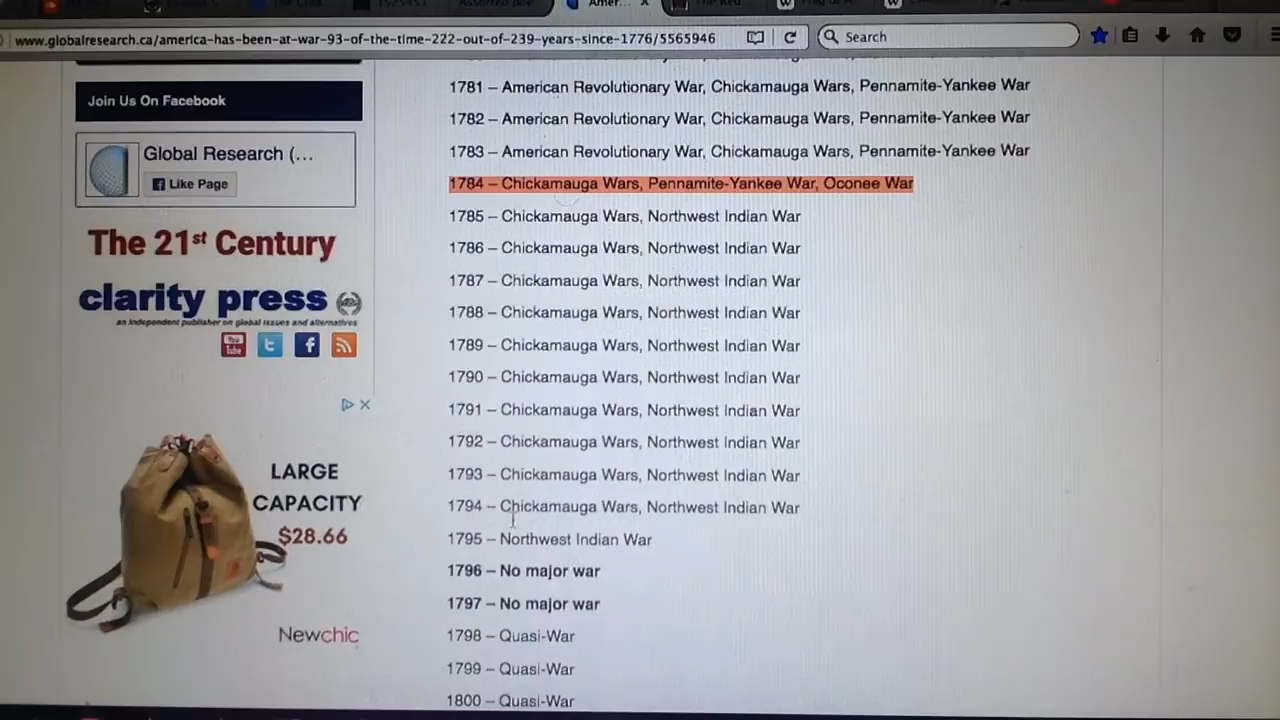 www.globalresearch.ca/america-has-been-at-war-93-of-the-time-222-out-of-239-years-since-1776/5565946
Search
Join Us On Facebook
Global Research (...
Like Page
The 21st Century
clarity press
an independent publisher on global issues and alternatives
You Tube
LARGE
CAPACITY
$28.66
Newchic
1781 – American Revolutionary War, Chickamauga Wars, Pennamite-Yankee War
1782 – American Revolutionary War, Chickamauga Wars, Pennamite-Yankee War
1783 – American Revolutionary War, Chickamauga Wars, Pennamite-Yankee War
1784 – Chickamauga Wars, Pennamite-Yankee War, Oconee War
1785 – Chickamauga Wars, Northwest Indian War
1786 – Chickamauga Wars, Northwest Indian War
1787 – Chickamauga Wars, Northwest Indian War
1788 – Chickamauga Wars, Northwest Indian War
1789 – Chickamauga Wars, Northwest Indian War
1790 – Chickamauga Wars, Northwest Indian War
1791 – Chickamauga Wars, Northwest Indian War
1792 – Chickamauga Wars, Northwest Indian War
1793 – Chickamauga Wars, Northwest Indian War
1794 – Chickamauga Wars, Northwest Indian War
1795 – Northwest Indian War
1796 – No major war
1797 – No major war
1798 – Quasi-War
1799 – Quasi-War
1800 – Quasi-War